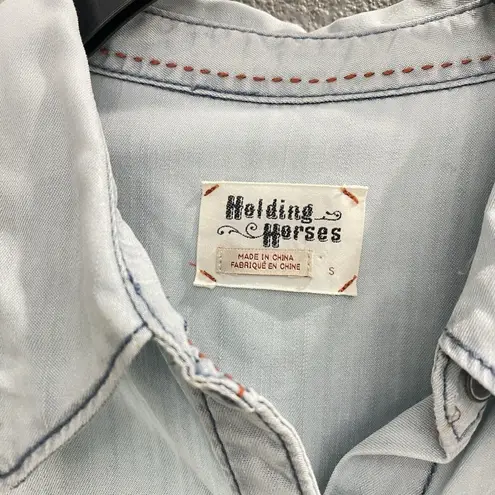 Holding
Horses
MADE IN CHINA
FABRIQUÉ EN CHINE
S